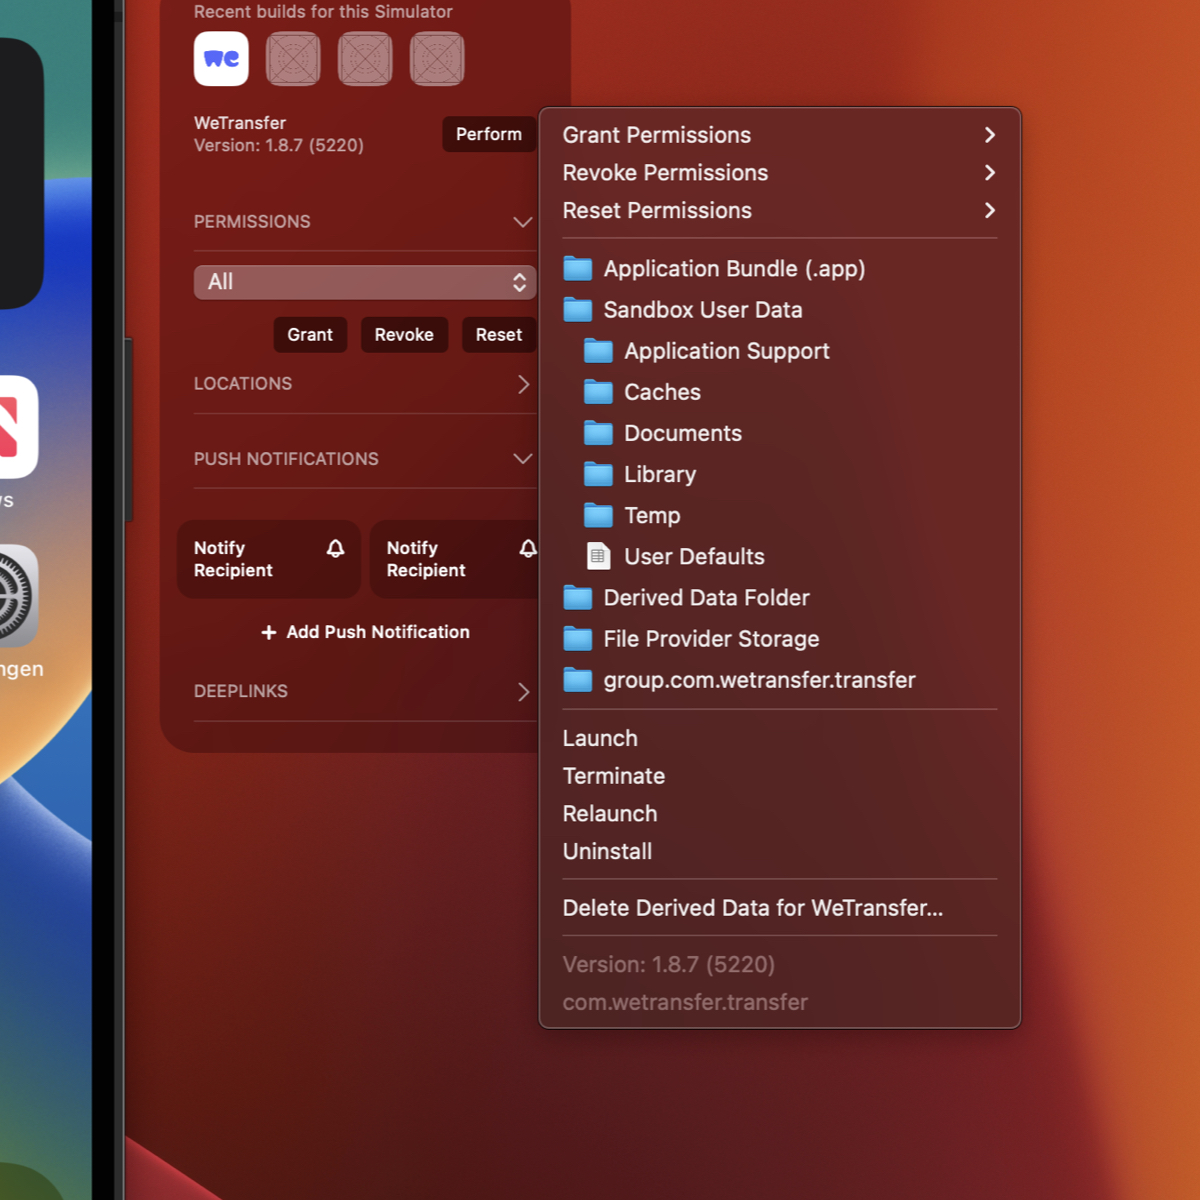 Recent builds for this Simulator
we
WeTransfer
Version: 1.8.7 (5220)
Perform
PERMISSIONS
All
Grant
Revoke
Reset
LOCATIONS
PUSH NOTIFICATIONS
Notify
Recipient
Notify
Recipient
+ Add Push Notification
DEEPLINKS
Grant Permissions
Revoke Permissions
Reset Permissions
Application Bundle (.app)
Sandbox User Data
Application Support
Caches
Documents
Library
Temp
User Defaults
Derived Data Folder
File Provider Storage
group.com.wetransfer.transfer
Launch
Terminate
Relaunch
Uninstall
Delete Derived Data for WeTransfer...
Version: 1.8.7 (5220)
com.wetransfer.transfer
ngen